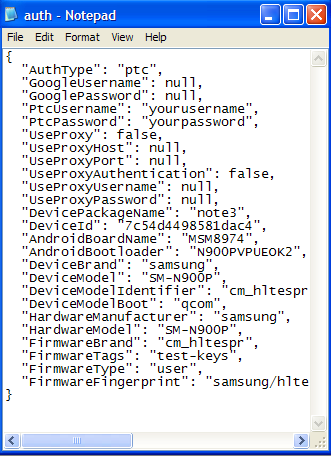 auth - Notepad
File Edit Format View Help
{
"AuthType": "ptc",
"GoogleUsername": null,
"GooglePassword": null,
"PtcUsername": "yourusername",
"PtcPassword": "yourpassword",
"UseProxy": false,
"UseProxyHost": null,
"UseProxyPort": null,
"UseProxyAuthentication": false,
"UseProxyUsername": null,
"UseProxyPassword": null,
"DevicePackageName": "note3",
"DeviceId": "7c54d4498581dac4",
"AndroidBoardName": "MSM8974",
"AndroidBootloader": "N900PVPUEOK2",
"DeviceBrand": "samsung",
"DeviceModel": "SM-N900P",
"DeviceModelIdentifier": "cm_hltespr
"DeviceModelBoot": "qcom",
"HardwareManufacturer": "samsung",
"HardwareModel": "SM-N900P",
"FirmwareBrand": "cm_hltespr",
"FirmwareTags": "test-keys",
"FirmwareType": "user",
"FirmwareFingerprint": "samsung/hlte
}